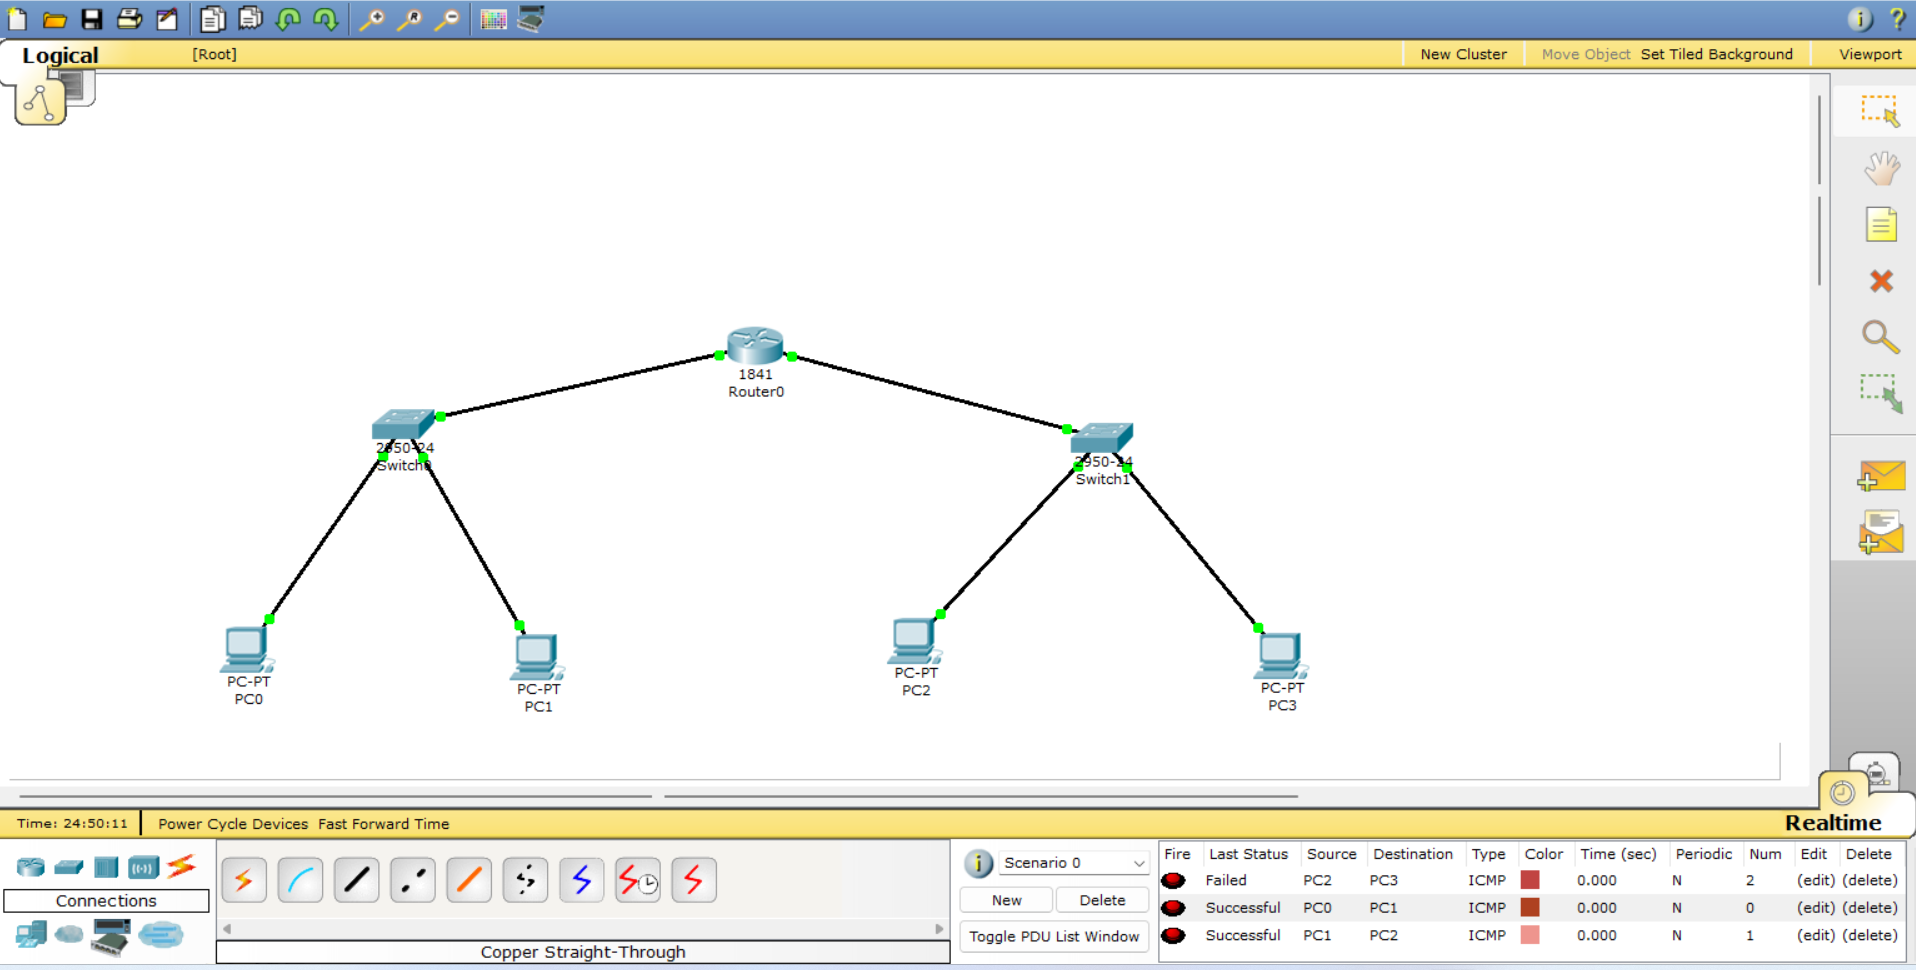 Logical [Root] New Cluster Move Object Set Tiled Background Viewport
1841
Router0
2950-24
Switch0
2950-24
Switch1
PC-PT
PC0
PC-PT
PC1
PC-PT
PC2
PC-PT
PC3
Time: 24:50:11 Power Cycle Devices Fast Forward Time Realtime
Connections
Copper Straight-Through
Scenario 0
New Delete
Toggle PDU List Window
Fire Last Status Source Destination Type Color Time (sec) Periodic Num Edit Delete
Failed PC2 PC3 ICMP 0.000 N 2 (edit) (delete)
Successful PC0 PC1 ICMP 0.000 N 0 (edit) (delete)
Successful PC1 PC2 ICMP 0.000 N 1 (edit) (delete)